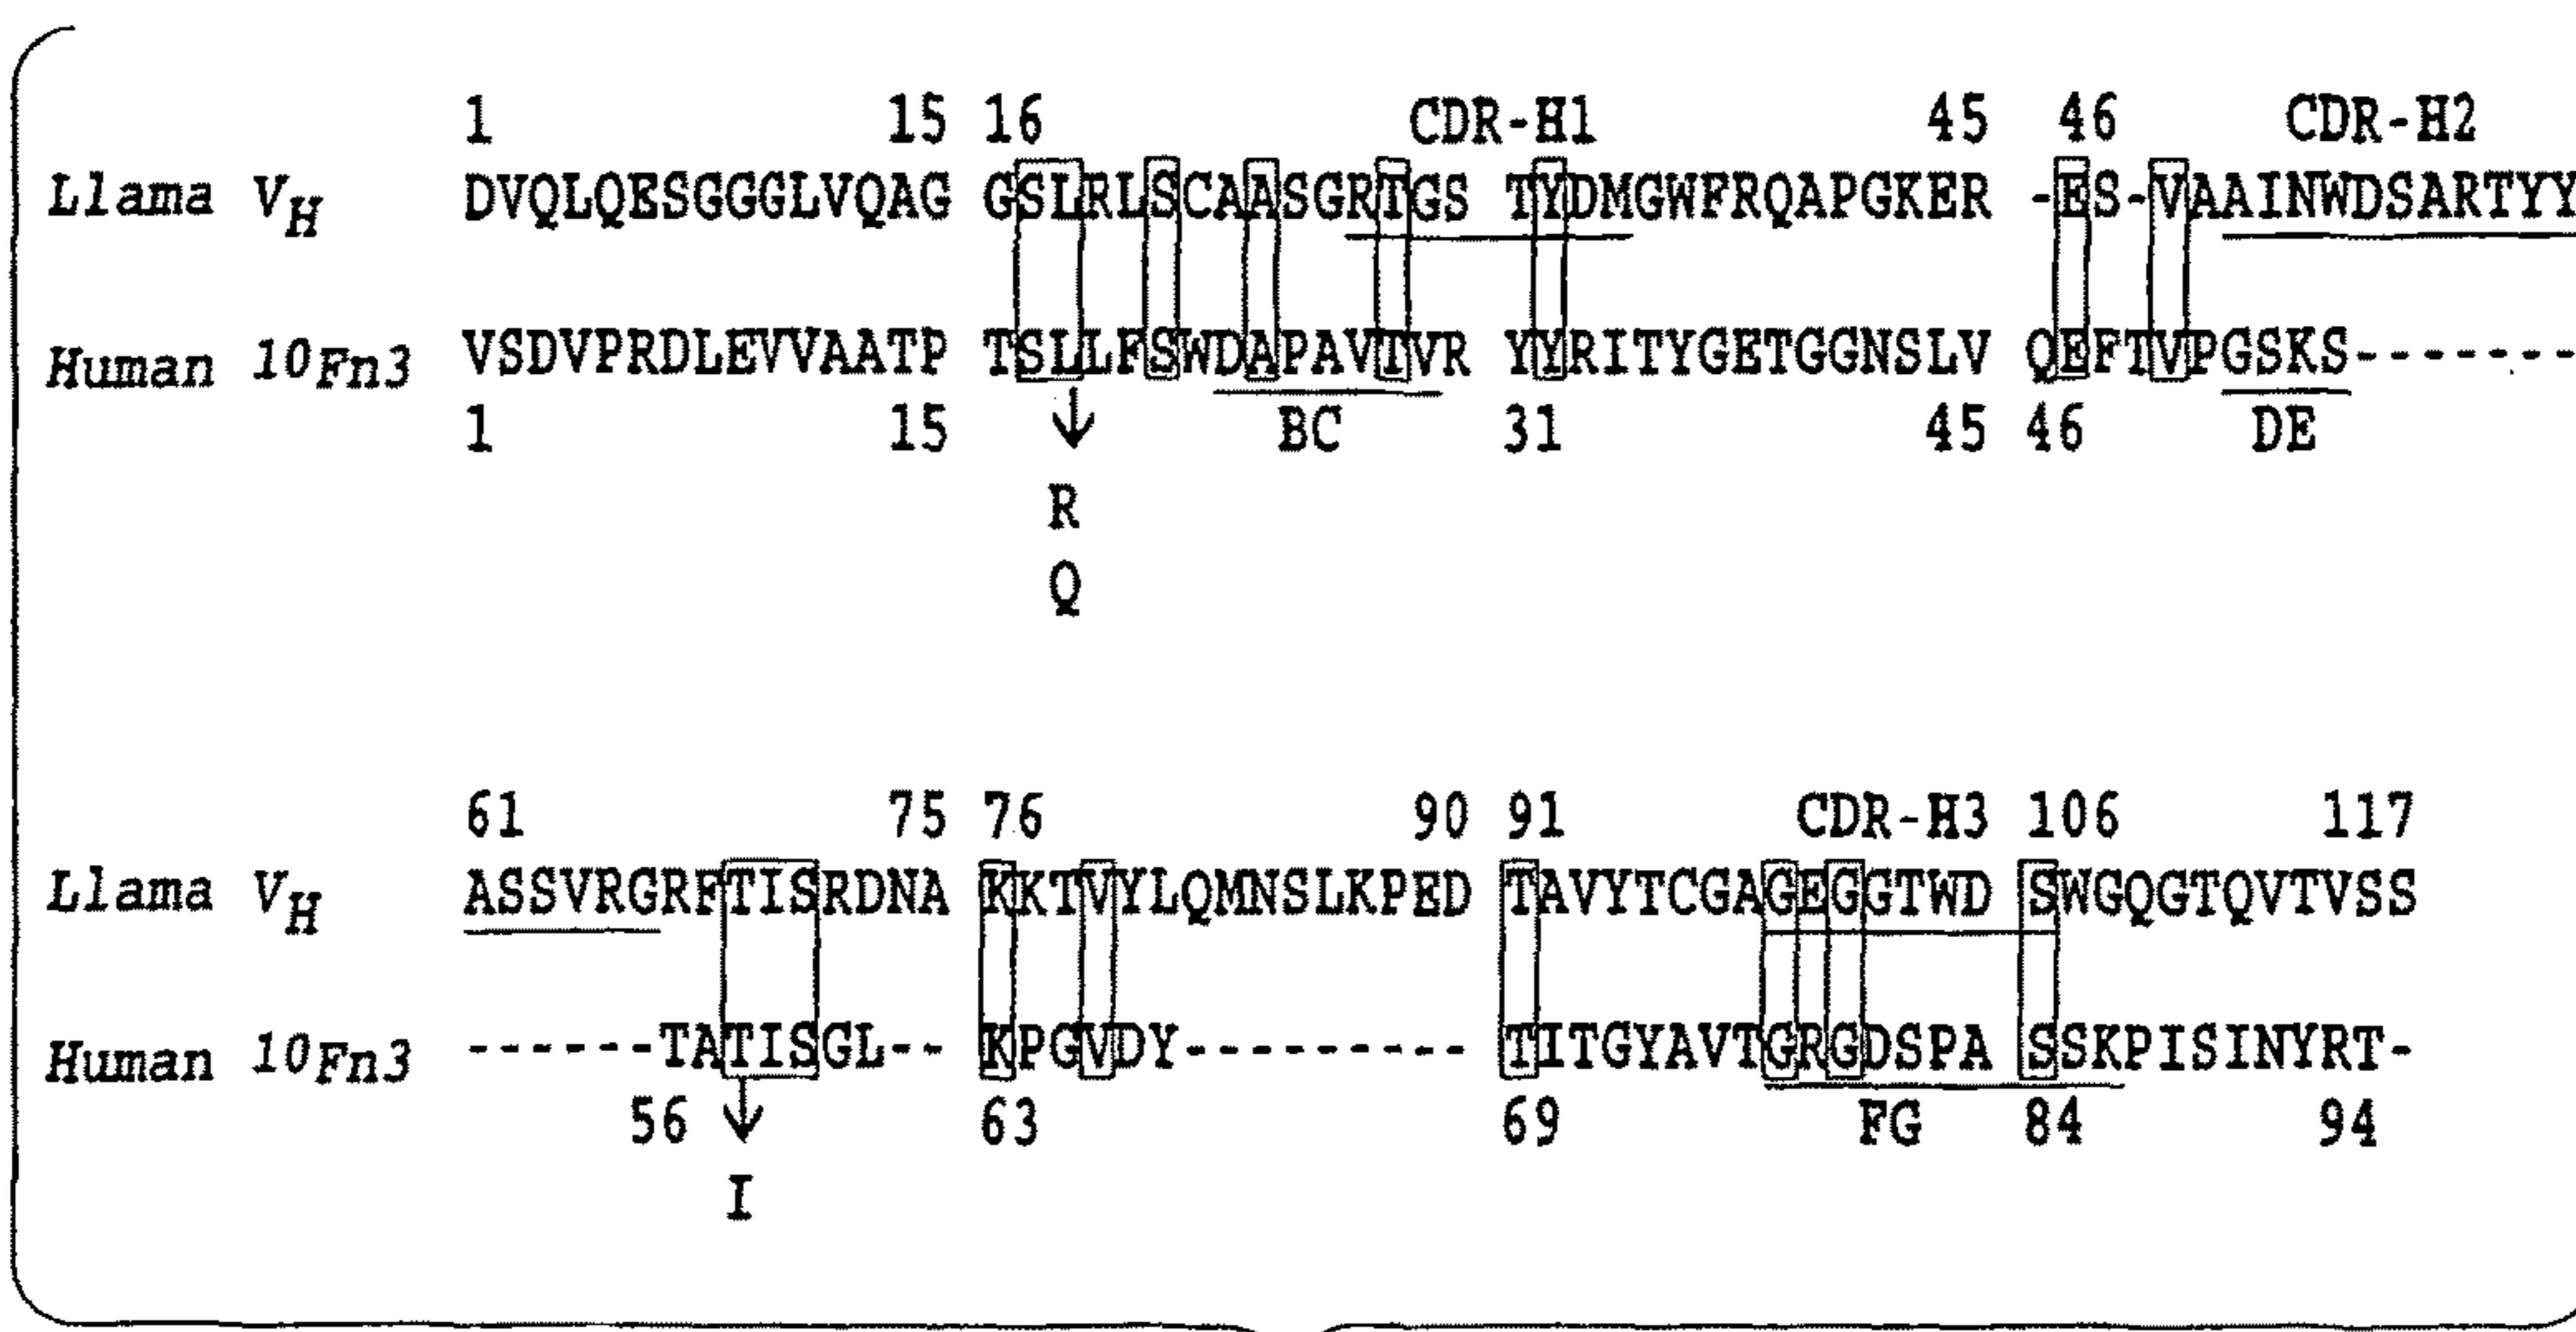 1 15 16 CDR-H1 45 46 CDR-H2
Llama VH DVQLQESGGGLVQAG GSLRLSCAASGRTGS TYDMGWFRQAPGKER -ES-VAAINWDSARTYY
Human 10Fn3 VSDVPRDLEVVAATP TSLLFSWDAPAVTVR YYRITYGETGGNSLV QEFTVPGSKS-------
1 15 BC 31 45 46 DE
R
Q
61 75 76 90 91 CDR-H3 106 117
Llama VH ASSVRGRFTISRDNA KKTVYLQMNSLKPED TAVYTCGAGEGGTWD SWGQGTQVTVSS
Human 10Fn3 ------TATISGL-- KPGVDY--------- TITGYAVTGRGDSPA SSKPISINYRT-
56 63 69 FG 84 94
I